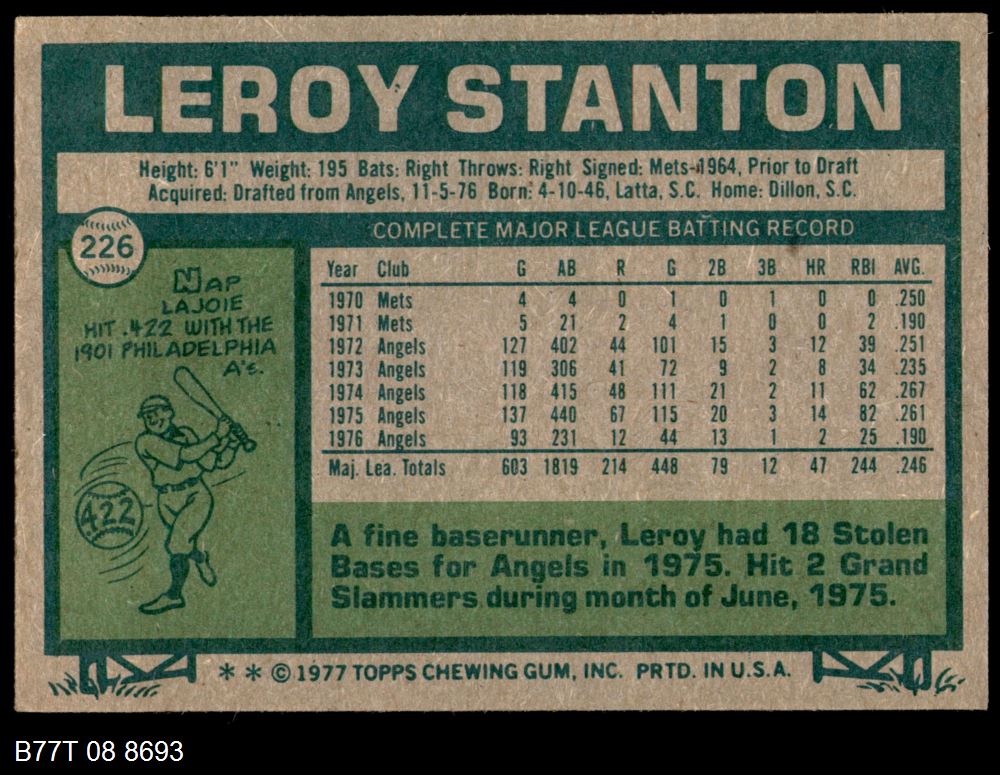 LEROY STANTON
Height: 6'1" Weight: 195 Bats: Right Throws: Right Signed: Mets-1964, Prior to Draft
Acquired: Drafted from Angels, 11-5-76 Born: 4-10-46, Latta, S.C. Home: Dillon, S.C.
226
COMPLETE MAJOR LEAGUE BATTING RECORD
NAP
LAJOIE
HIT .422 WITH THE
1901 PHILADELPHIA
A's.
422
Year Club G AB R G 2B 3B HR RBI AVG.
1970 Mets 4 4 0 1 0 1 0 0 .250
1971 Mets 5 21 2 4 1 0 0 2 .190
1972 Angels 127 402 44 101 15 3 12 39 .251
1973 Angels 119 306 41 72 9 2 8 34 .235
1974 Angels 118 415 48 111 21 2 11 62 .267
1975 Angels 137 440 67 115 20 3 14 82 .261
1976 Angels 93 231 12 44 13 1 2 25 .190
Maj. Lea. Totals 603 1819 214 448 79 12 47 244 .246
A fine baserunner, Leroy had 18 Stolen
Bases for Angels in 1975. Hit 2 Grand
Slammers during month of June, 1975.
* * © 1977 TOPPS CHEWING GUM, INC. PRTD. IN U.S.A.
B77T 08 8693